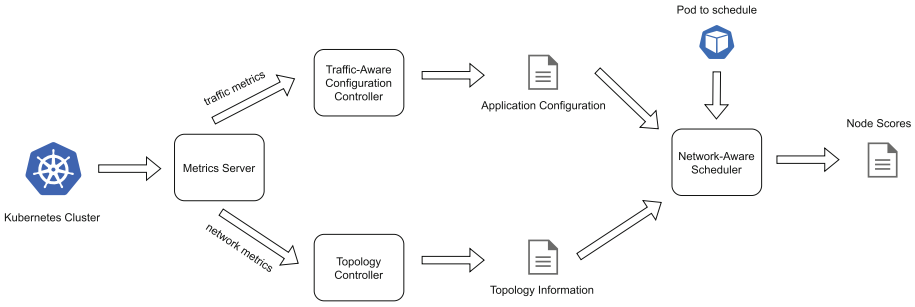 Kubernetes Cluster
Metrics Server
traffic metrics
network metrics
Traffic-Aware
Configuration
Controller
Topology
Controller
Application Configuration
Topology Information
Pod to schedule
Network-Aware
Scheduler
Node Scores